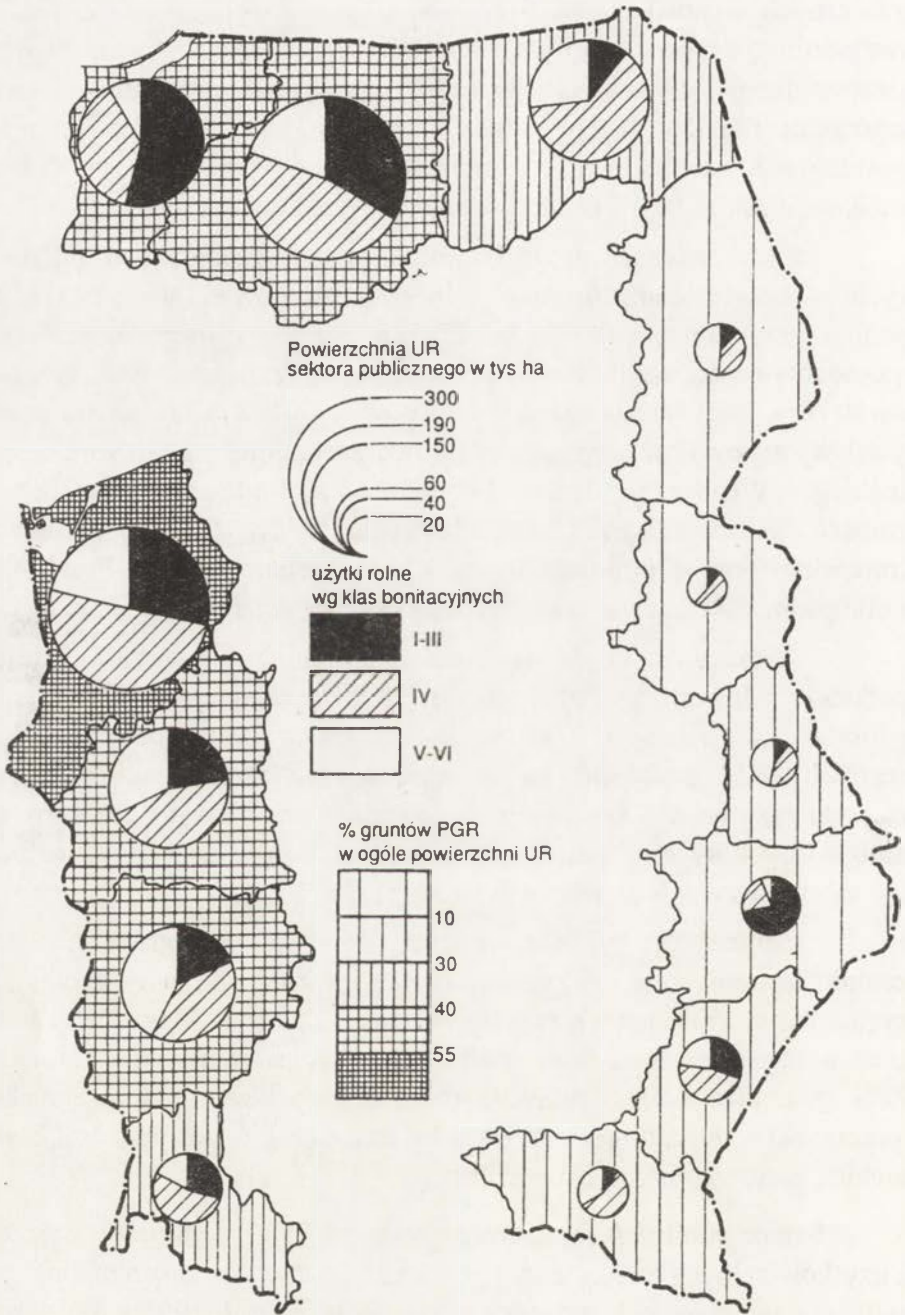 Powierzchnia UR
sektora publicznego w tys ha
300
190
150
60
40
20
użytki rolne
wg klas bonitacyjnych
I-III
IV
V-VI
% gruntów PGR
w ogóle powierzchni UR
10
30
40
55